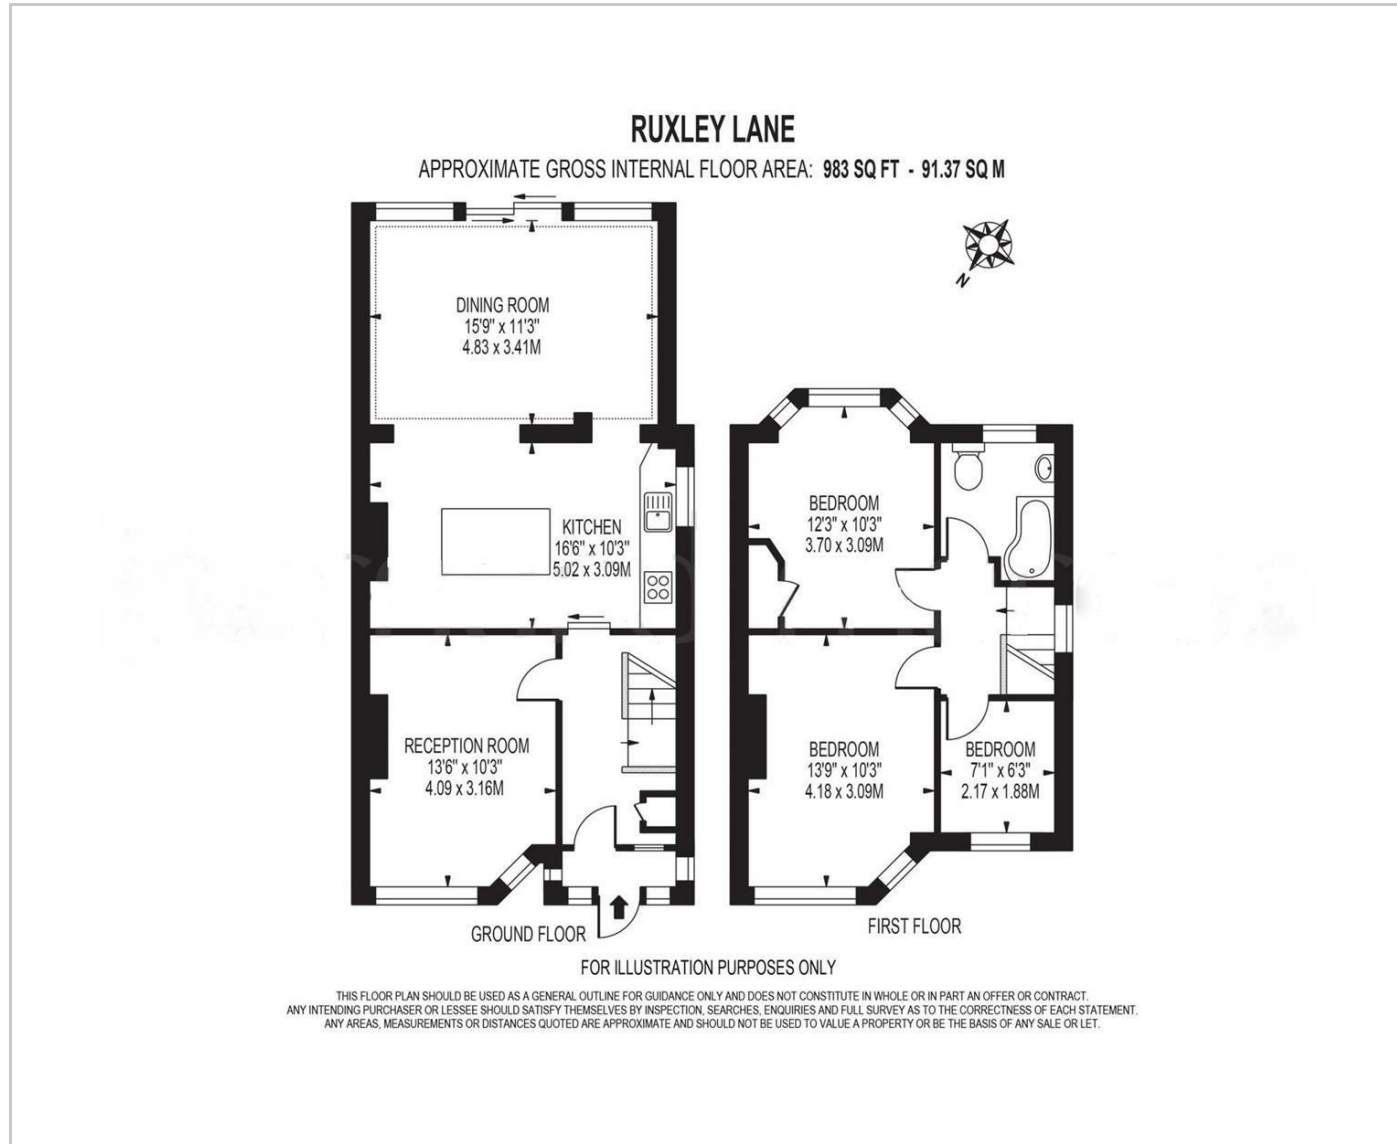 RUXLEY LANE
APPROXIMATE GROSS INTERNAL FLOOR AREA: 983 SQ FT - 91.37 SQ M
N
DINING ROOM
15'9" x 11'3"
4.83 x 3.41M
KITCHEN
16'6" x 10'3"
5.02 x 3.09M
RECEPTION ROOM
13'6" x 10'3"
4.09 x 3.16M
GROUND FLOOR
BEDROOM
12'3" x 10'3"
3.70 x 3.09M
BEDROOM
13'9" x 10'3"
4.18 x 3.09M
BEDROOM
7'1" x 6'3"
2.17 x 1.88M
FIRST FLOOR
FOR ILLUSTRATION PURPOSES ONLY
THIS FLOOR PLAN SHOULD BE USED AS A GENERAL OUTLINE FOR GUIDANCE ONLY AND DOES NOT CONSTITUTE IN WHOLE OR IN PART AN OFFER OR CONTRACT.
ANY INTENDING PURCHASER OR LESSEE SHOULD SATISFY THEMSELVES BY INSPECTION, SEARCHES, ENQUIRIES AND FULL SURVEY AS TO THE CORRECTNESS OF EACH STATEMENT.
ANY AREAS, MEASUREMENTS OR DISTANCES QUOTED ARE APPROXIMATE AND SHOULD NOT BE USED TO VALUE A PROPERTY OR BE THE BASIS OF ANY SALE OR LET.